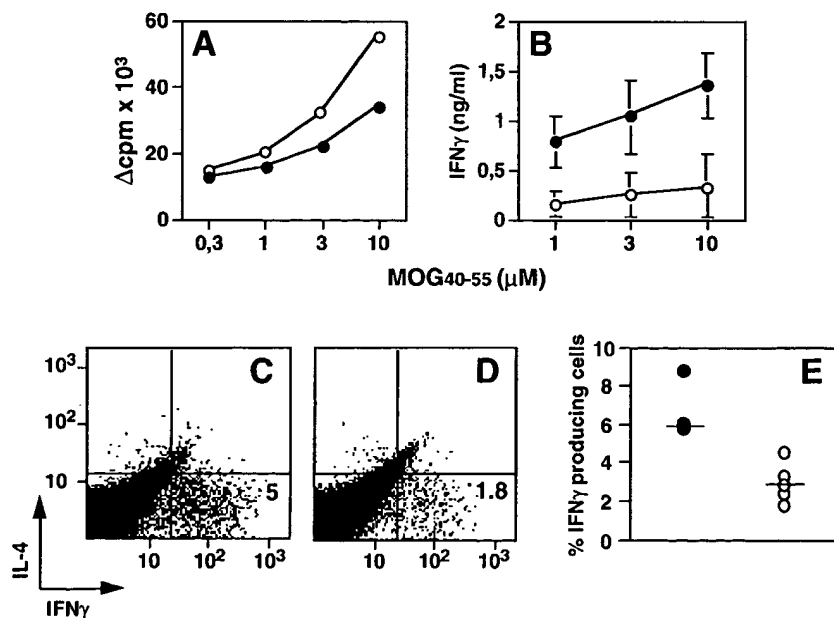 A
Δcpm x 10³
60
40
20
0
0,3 1 3 10
B
IFNγ (ng/ml)
2
1,5
1
0,5
0
1 3 10
MOG40-55 (μM)
C
10³
10²
10
5
10 10² 10³
IL-4
IFNγ
D
1.8
10 10² 10³
E
% IFNγ producing cells
10
8
6
4
2
0